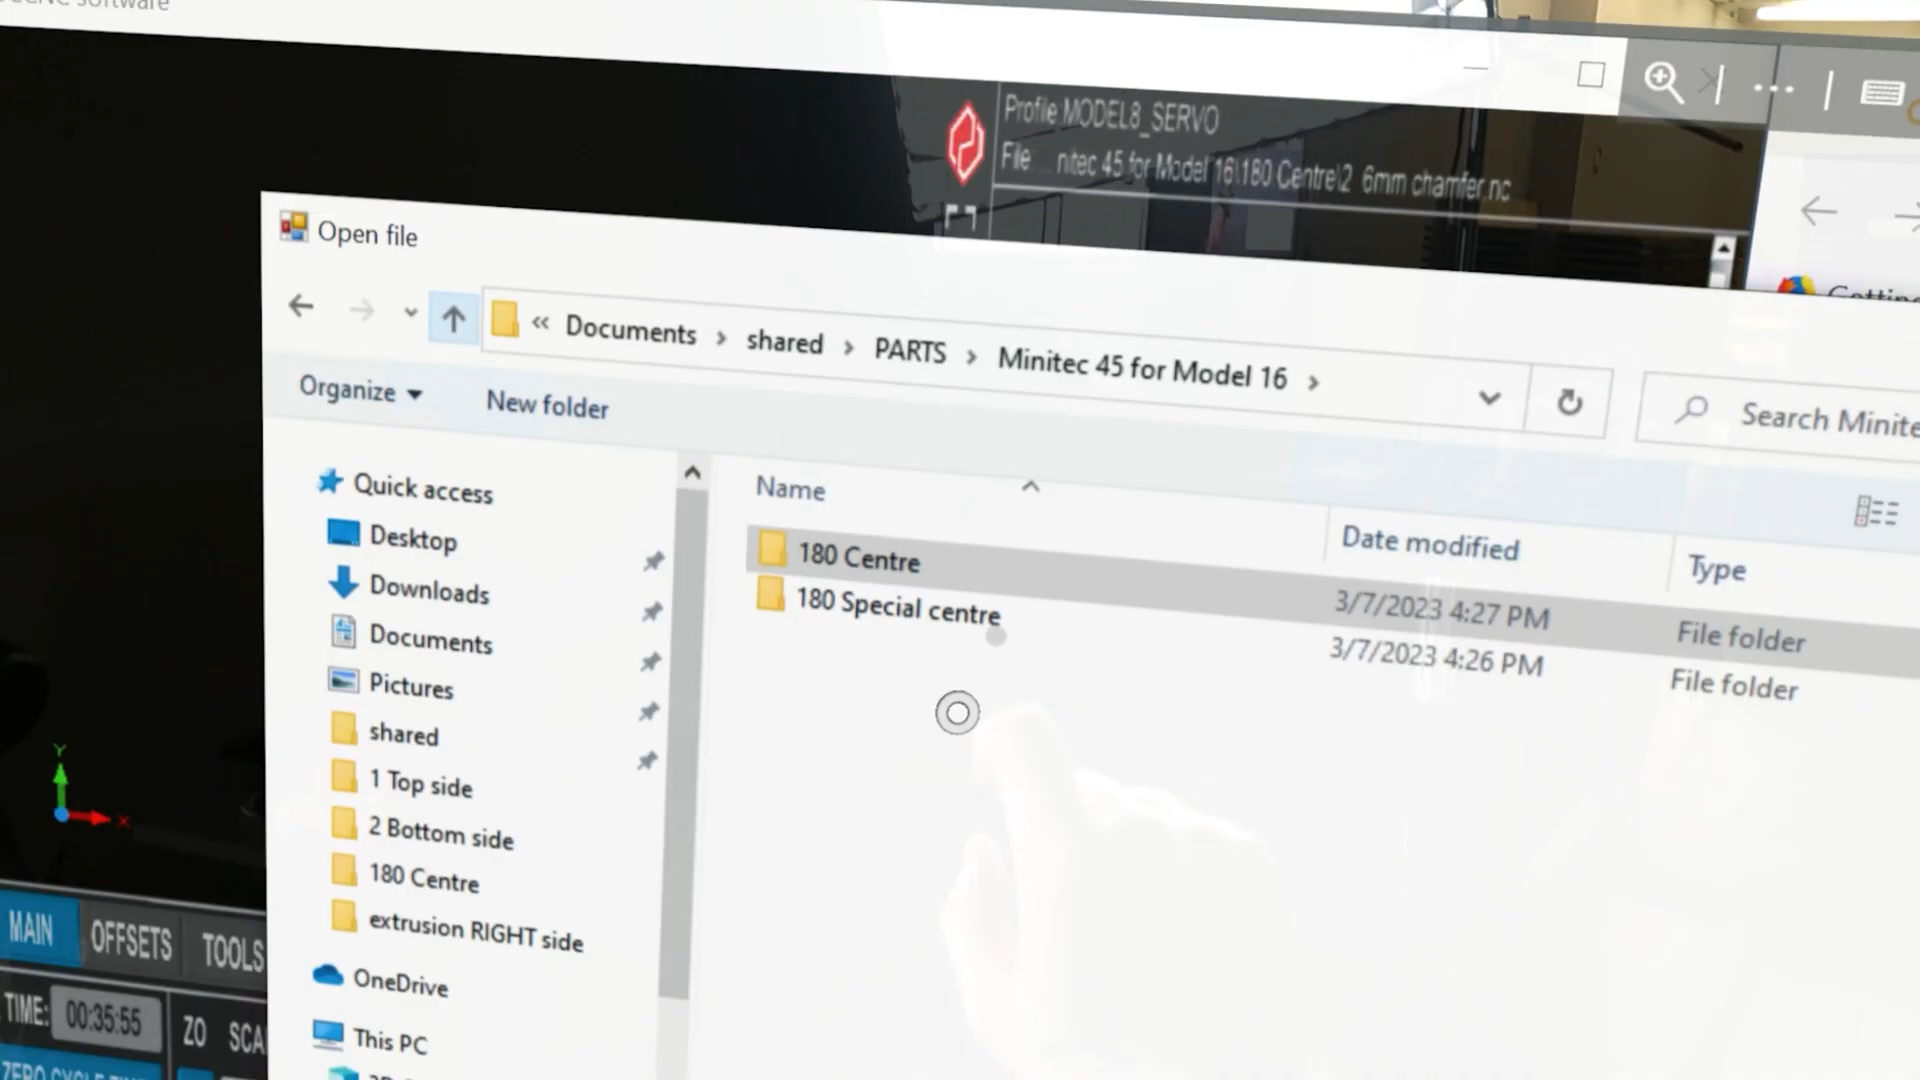 software
Profile MODEL8_SERVO
File ... nitec 45 for Model 16\180 Centre\2 6mm chamfer.nc
Open file
« Documents > shared > PARTS > Minitec 45 for Model 16 >
Search Minite
Organize
New folder
Quick access
Desktop
Downloads
Documents
Pictures
shared
1 Top side
2 Bottom side
180 Centre
extrusion RIGHT side
OneDrive
This PC
Name
Date modified
Type
180 Centre
3/7/2023 4:27 PM
File folder
180 Special centre
3/7/2023 4:26 PM
File folder
Y
X
MAIN
OFFSETS
TOOLS
TIME: 00:35:55
ZERO CYCLE